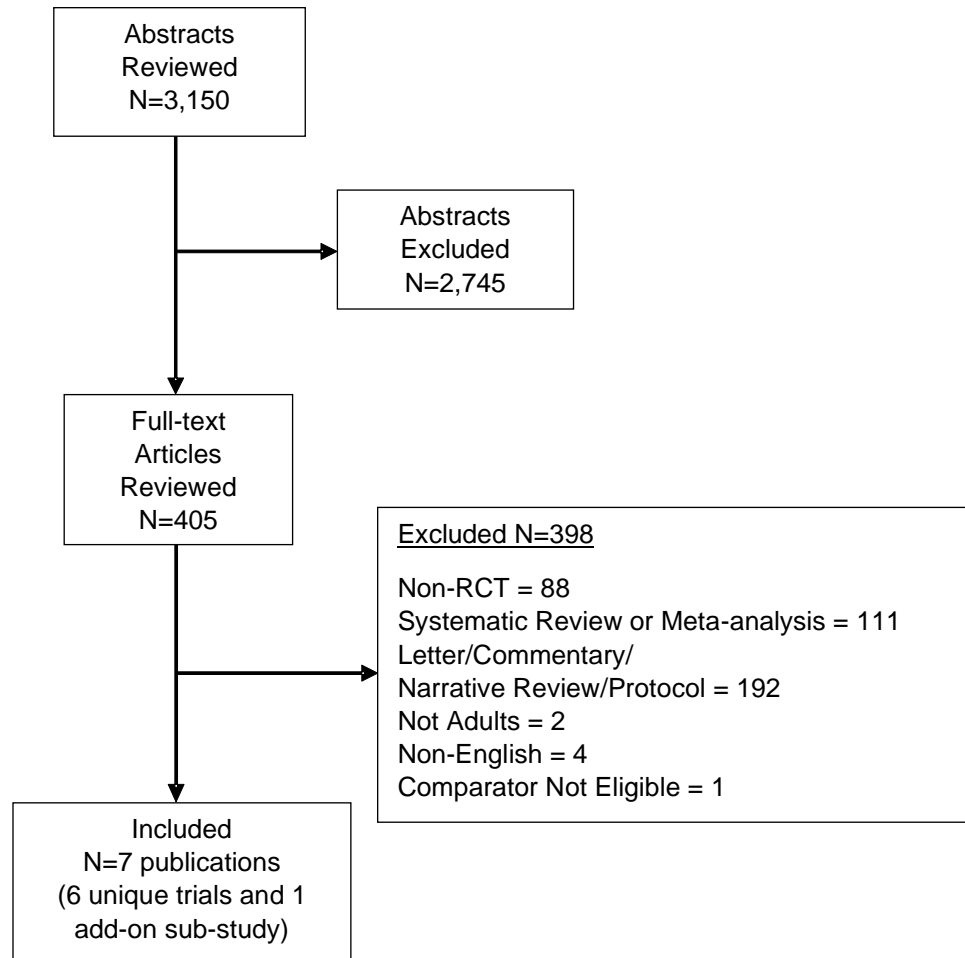 Abstracts
Reviewed
N=3,150
Abstracts
Excluded
N=2,745
Full-text
Articles
Reviewed
N=405
Excluded N=398
Non-RCT = 88
Systematic Review or Meta-analysis = 111
Letter/Commentary/
Narrative Review/Protocol = 192
Not Adults = 2
Non-English = 4
Comparator Not Eligible = 1
Included
N=7 publications
(6 unique trials and 1
add-on sub-study)